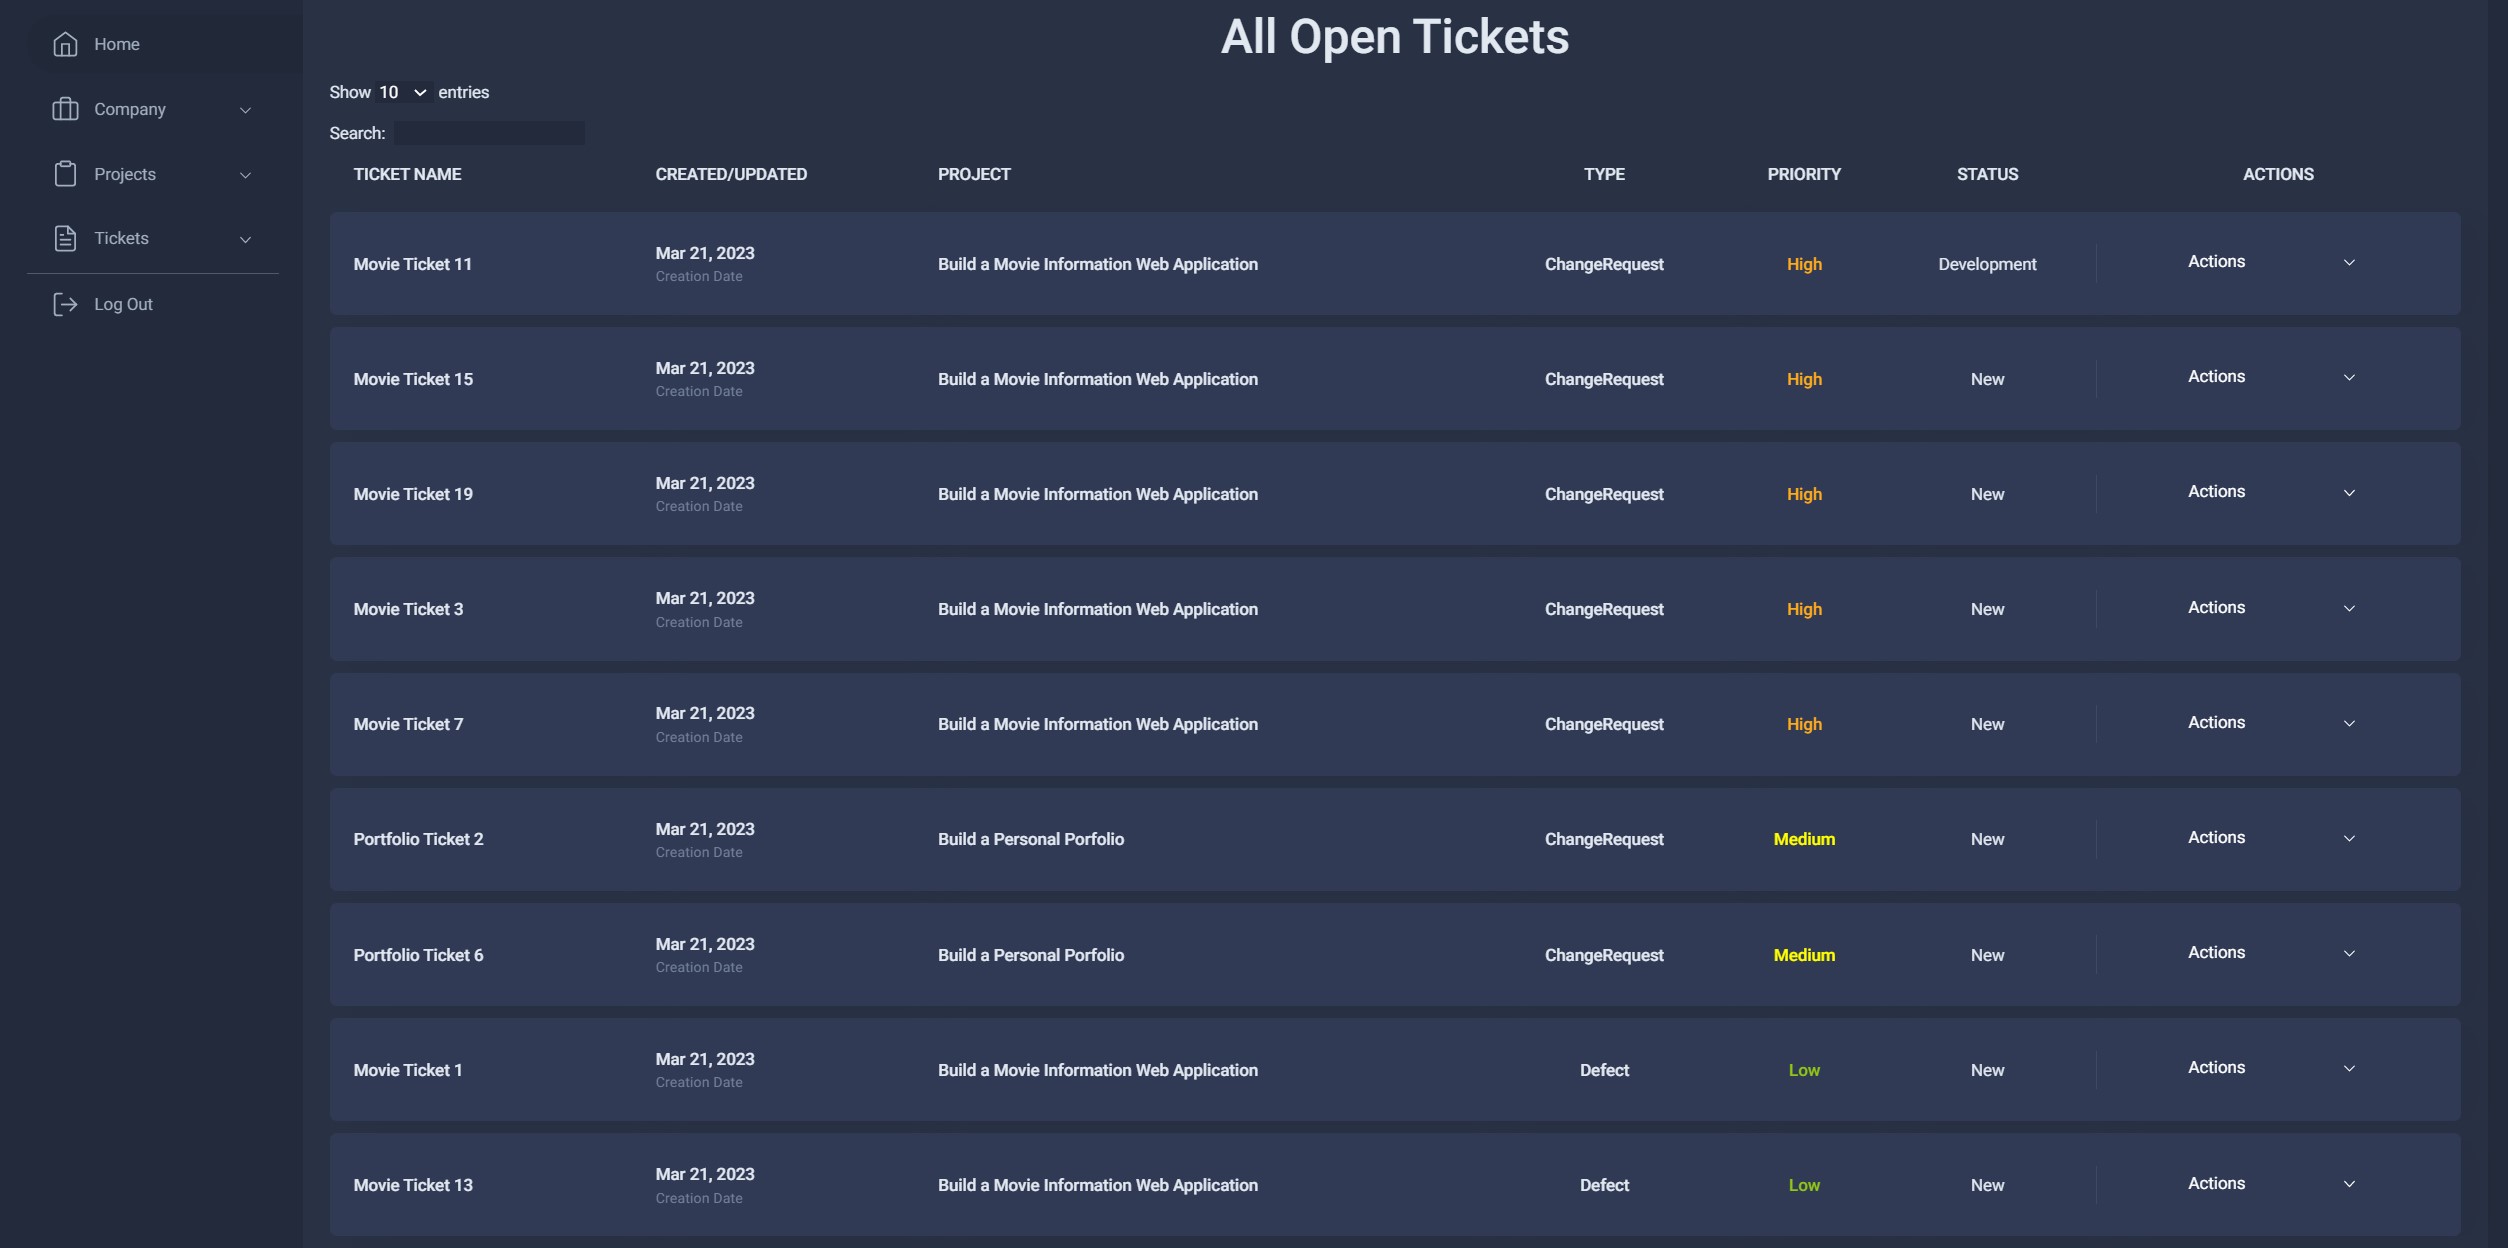 Home
Company
Projects
Tickets
Log Out
All Open Tickets
Show 10 entries
Search:
TICKET NAME CREATED/UPDATED PROJECT TYPE PRIORITY STATUS ACTIONS
Movie Ticket 11 Mar 21, 2023 Build a Movie Information Web Application ChangeRequest High Development Actions
Creation Date
Movie Ticket 15 Mar 21, 2023 Build a Movie Information Web Application ChangeRequest High New Actions
Creation Date
Movie Ticket 19 Mar 21, 2023 Build a Movie Information Web Application ChangeRequest High New Actions
Creation Date
Movie Ticket 3 Mar 21, 2023 Build a Movie Information Web Application ChangeRequest High New Actions
Creation Date
Movie Ticket 7 Mar 21, 2023 Build a Movie Information Web Application ChangeRequest High New Actions
Creation Date
Portfolio Ticket 2 Mar 21, 2023 Build a Personal Porfolio ChangeRequest Medium New Actions
Creation Date
Portfolio Ticket 6 Mar 21, 2023 Build a Personal Porfolio ChangeRequest Medium New Actions
Creation Date
Movie Ticket 1 Mar 21, 2023 Build a Movie Information Web Application Defect Low New Actions
Creation Date
Movie Ticket 13 Mar 21, 2023 Build a Movie Information Web Application Defect Low New Actions
Creation Date